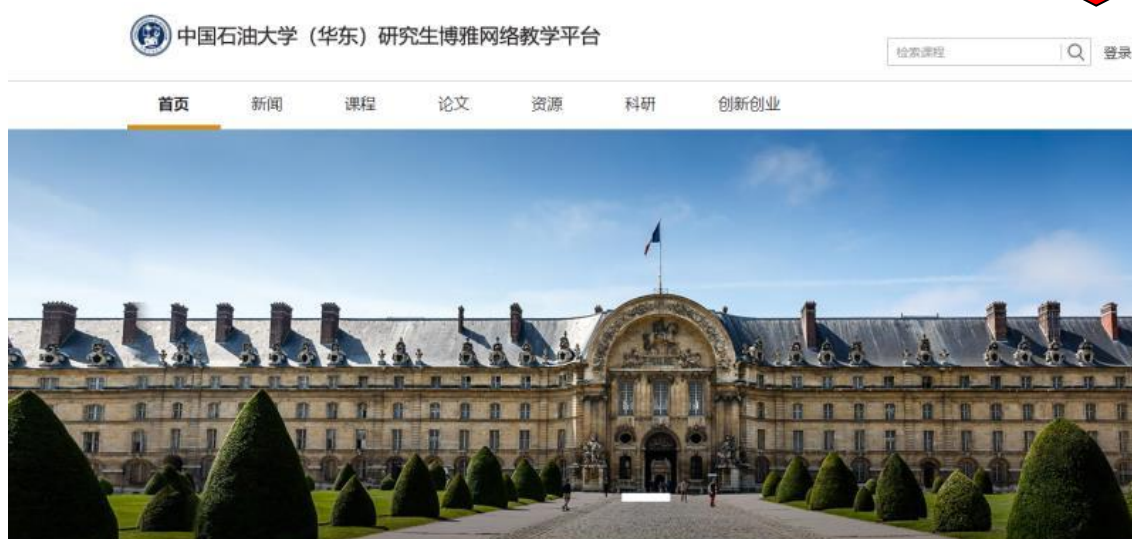 中国石油大学（华东）研究生博雅网络教学平台
检索课程
登录
首页 新闻 课程 论文 资源 科研 创新创业